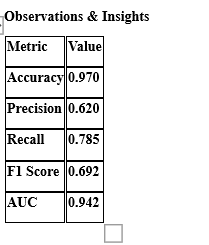 Observations & Insights
Metric Value
Accuracy 0.970
Precision 0.620
Recall 0.785
F1 Score 0.692
AUC 0.942